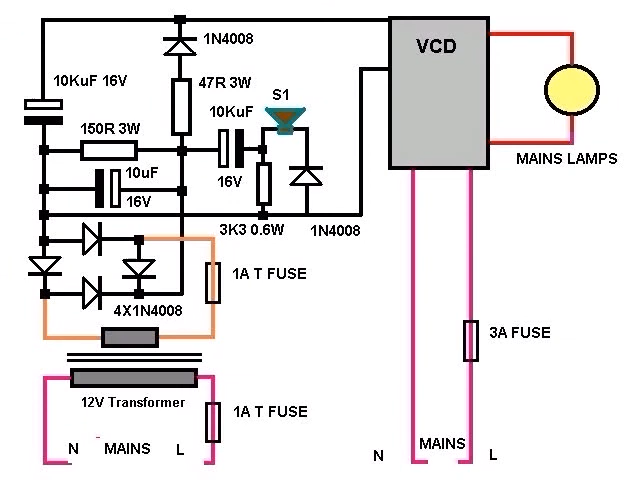 VCD
1N4008
10KuF 16V
47R 3W
S1
10KuF
150R 3W
MAINS LAMPS
10uF
16V
16V
3K3 0.6W
1N4008
1A T FUSE
4X1N4008
3A FUSE
12V Transformer
1A T FUSE
N MAINS L
N MAINS L